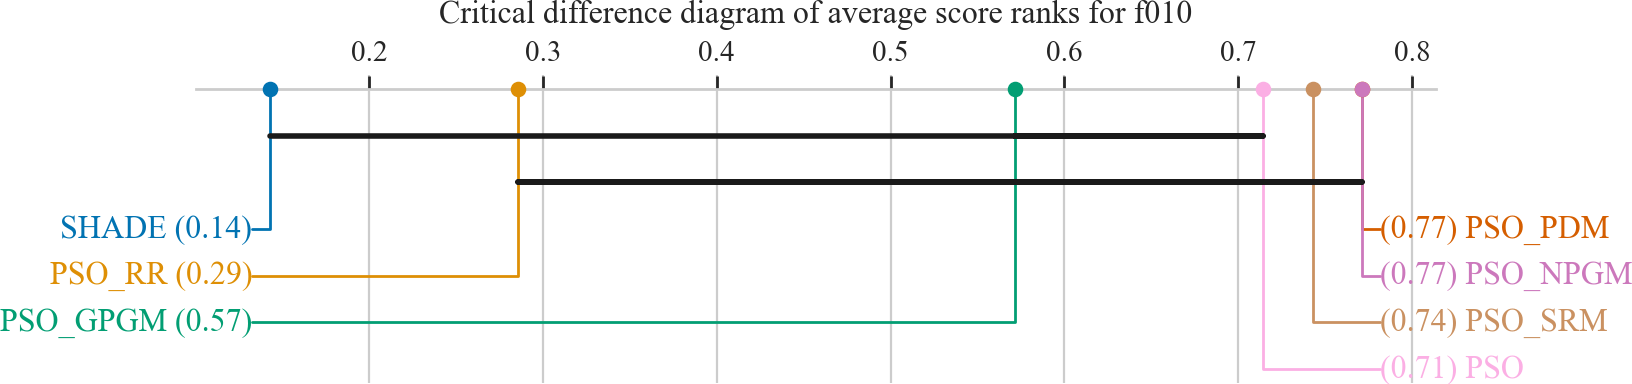 Critical difference diagram of average score ranks for f010
0.2 0.3 0.4 0.5 0.6 0.7 0.8
SHADE (0.14)
(0.77) PSO_PDM
PSO_RR (0.29)
(0.77) PSO_NPGM
PSO_GPGM (0.57)
(0.74) PSO_SRM
(0.71) PSO